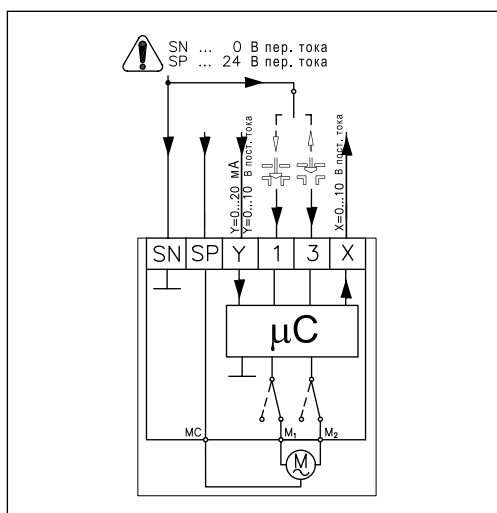 SN ... 0 В пер. тока
SP ... 24 В пер. тока
Y=0...20 мА
Y=0...10 В пост. тока
X=0...10 В пост. тока
SN SP Y 1 3 X
μC
MC M₁ M₂
M